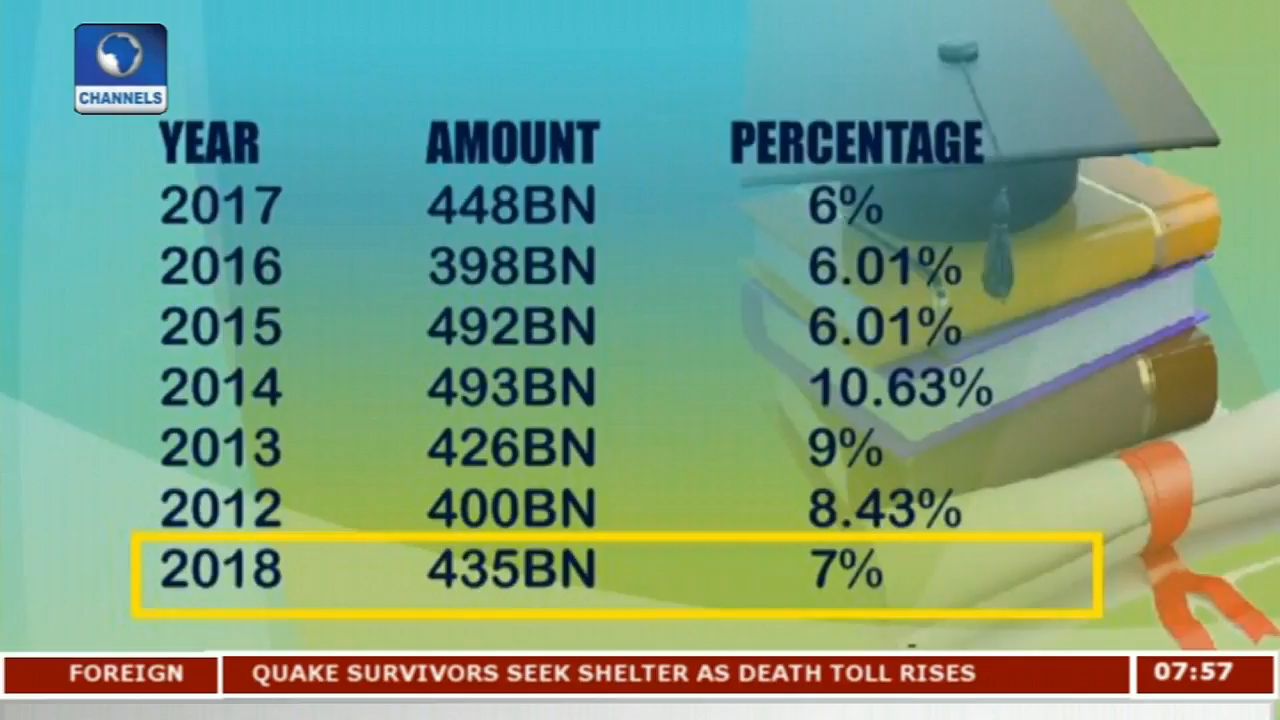 CHANNELS
YEAR AMOUNT PERCENTAGE
2017 448BN 6%
2016 398BN 6.01%
2015 492BN 6.01%
2014 493BN 10.63%
2013 426BN 9%
2012 400BN 8.43%
2018 435BN 7%
FOREIGN QUAKE SURVIVORS SEEK SHELTER AS DEATH TOLL RISES 07:57